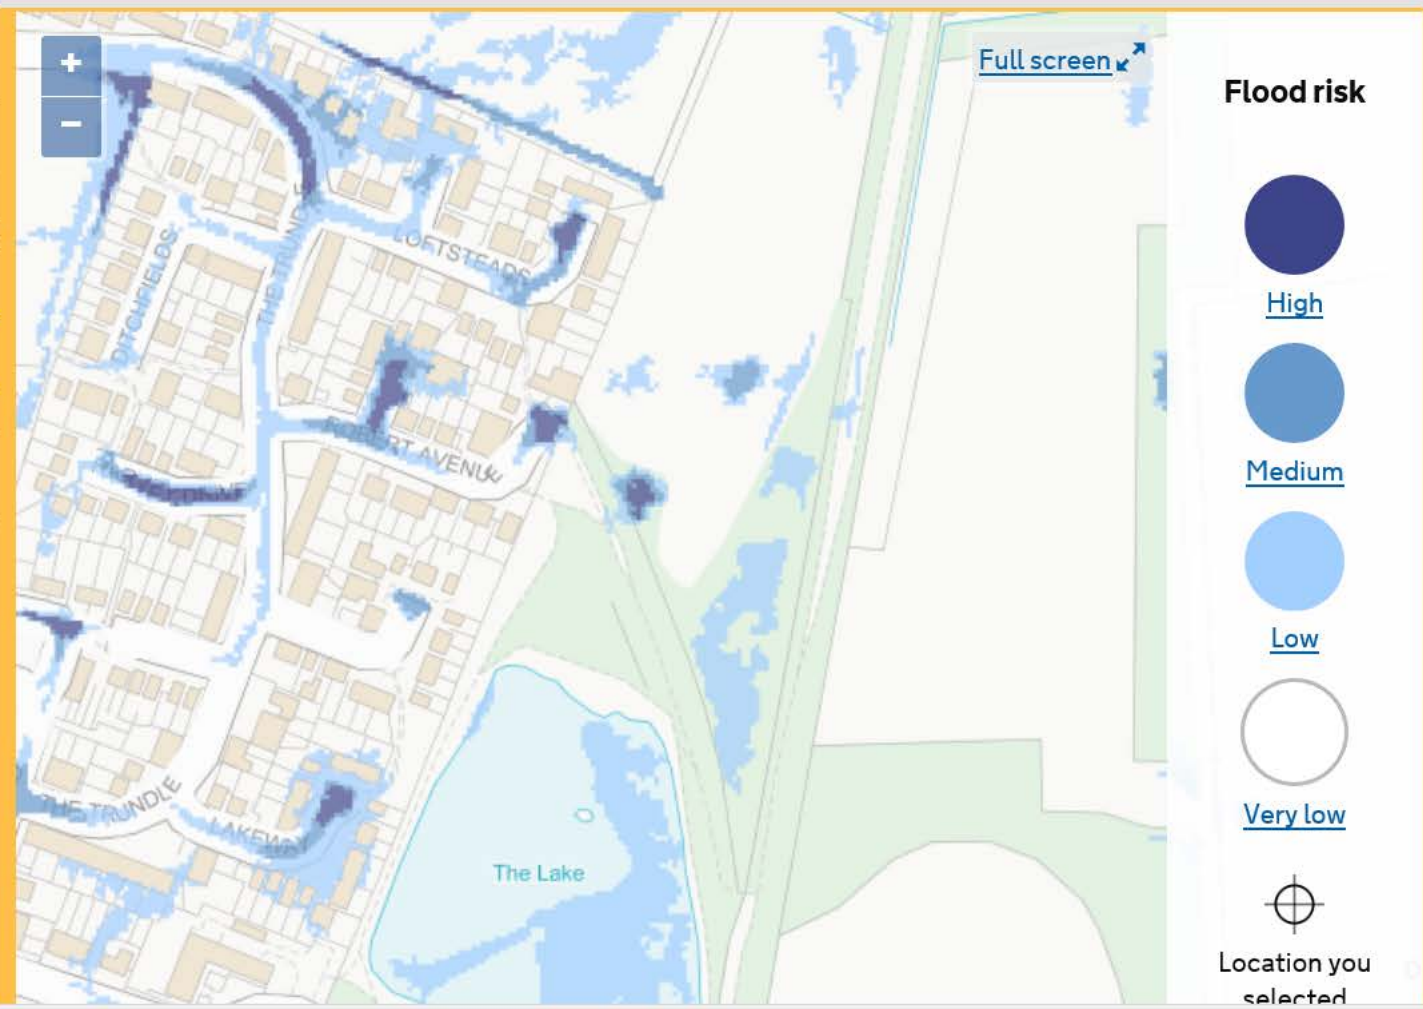 +
−
Full screen
Flood risk
High
Medium
Low
Very low
Location you
selected
THE TRUNDLE
LOFTSTEADS
DITCHFIELDS
ROBERT AVENUE
THE TRUNDLE
LAKEWAY
The Lake